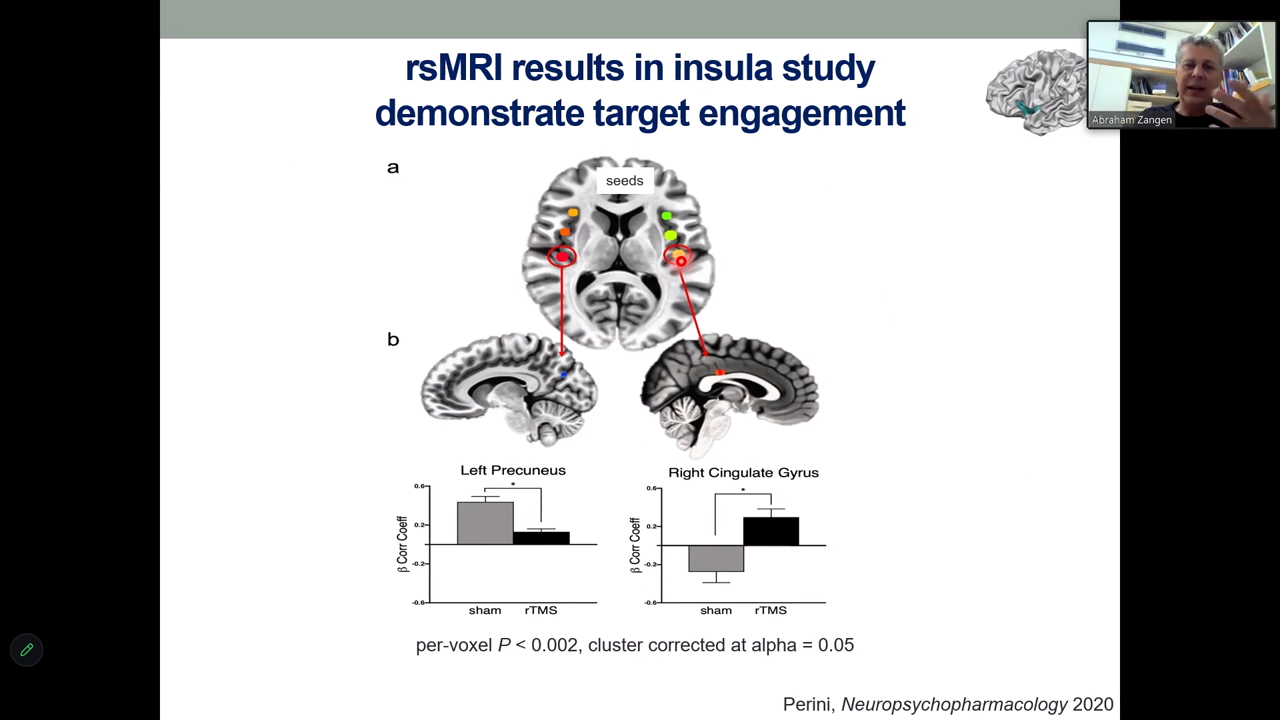 rsMRI results in insula study
demonstrate target engagement
Abraham Zangen
a
seeds
b
Left Precuneus
*
0.6
0.2
-0.2
-0.6
β Corr Coeff
sham rTMS
Right Cingulate Gyrus
*
0.6
0.2
-0.2
-0.6
β Corr Coeff
sham rTMS
per-voxel P < 0.002, cluster corrected at alpha = 0.05
Perini, Neuropsychopharmacology 2020